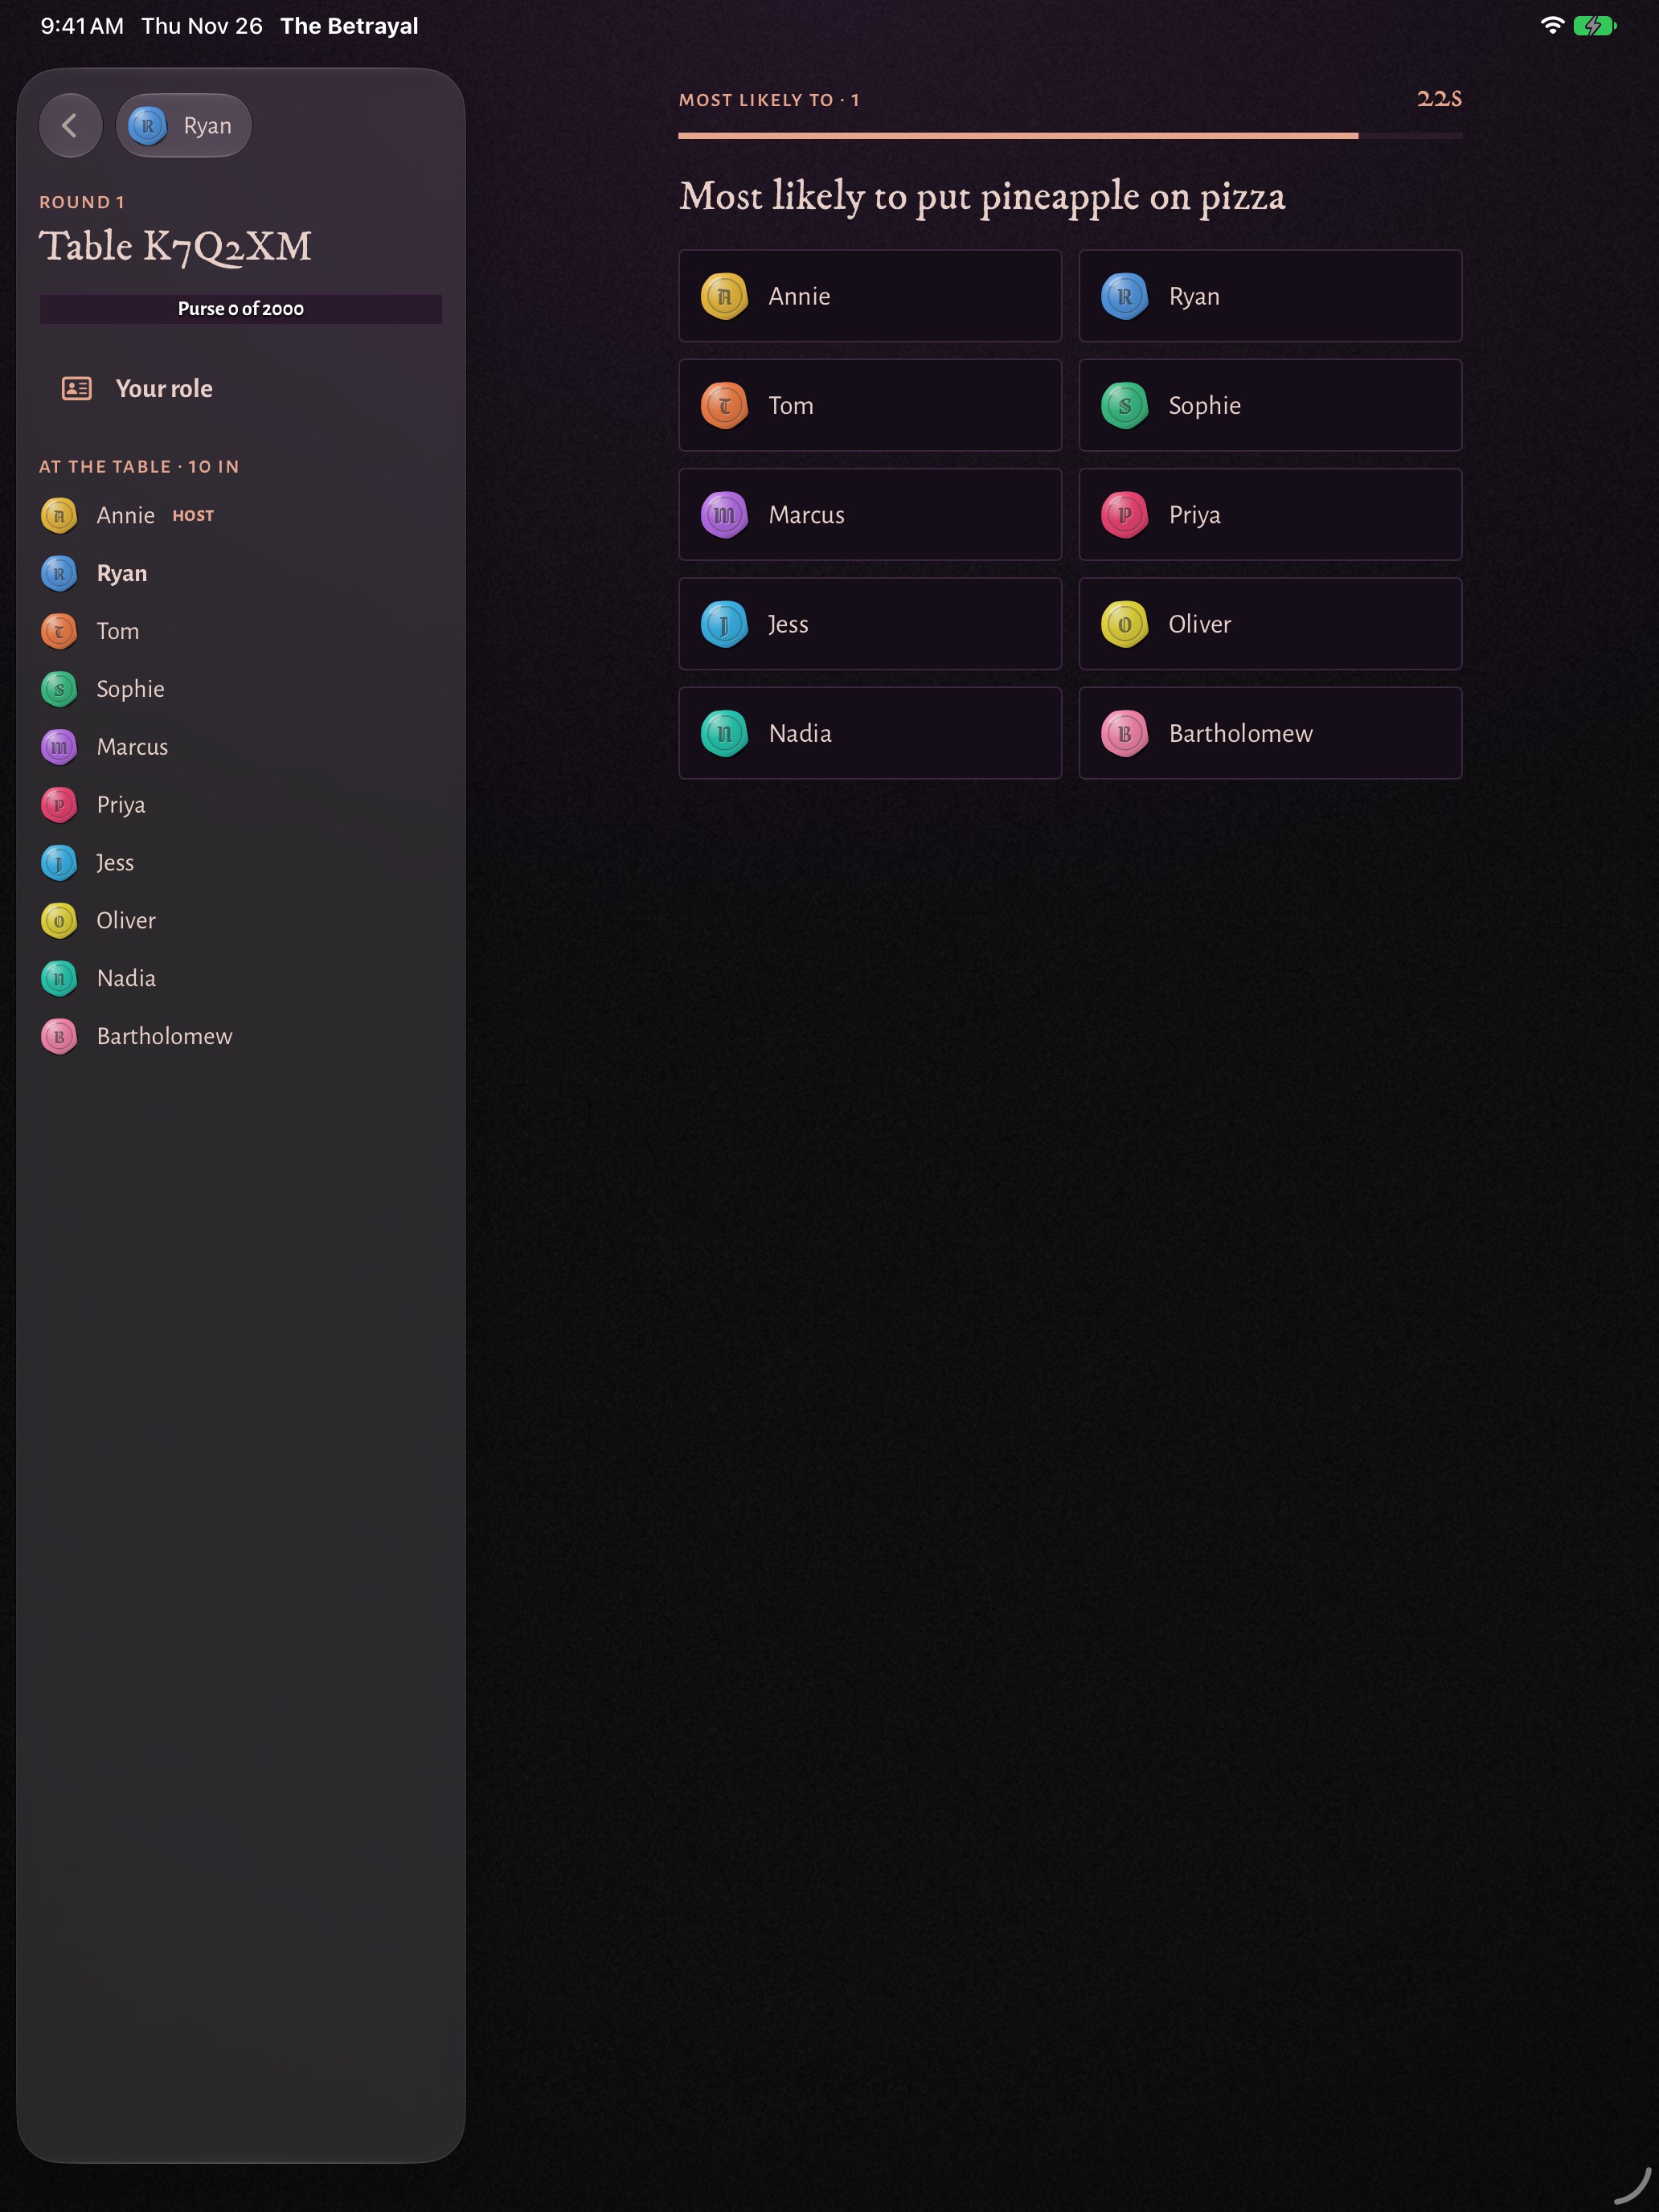 9:41 AM Thu Nov 26 The Betrayal
R Ryan
ROUND 1
Table K7Q2XM
Purse 0 of 2000
Your role
AT THE TABLE · 10 IN
A Annie HOST
R Ryan
T Tom
S Sophie
M Marcus
P Priya
J Jess
O Oliver
N Nadia
B Bartholomew
MOST LIKELY TO · 1 22s
Most likely to put pineapple on pizza
A Annie
R Ryan
T Tom
S Sophie
M Marcus
P Priya
J Jess
O Oliver
N Nadia
B Bartholomew